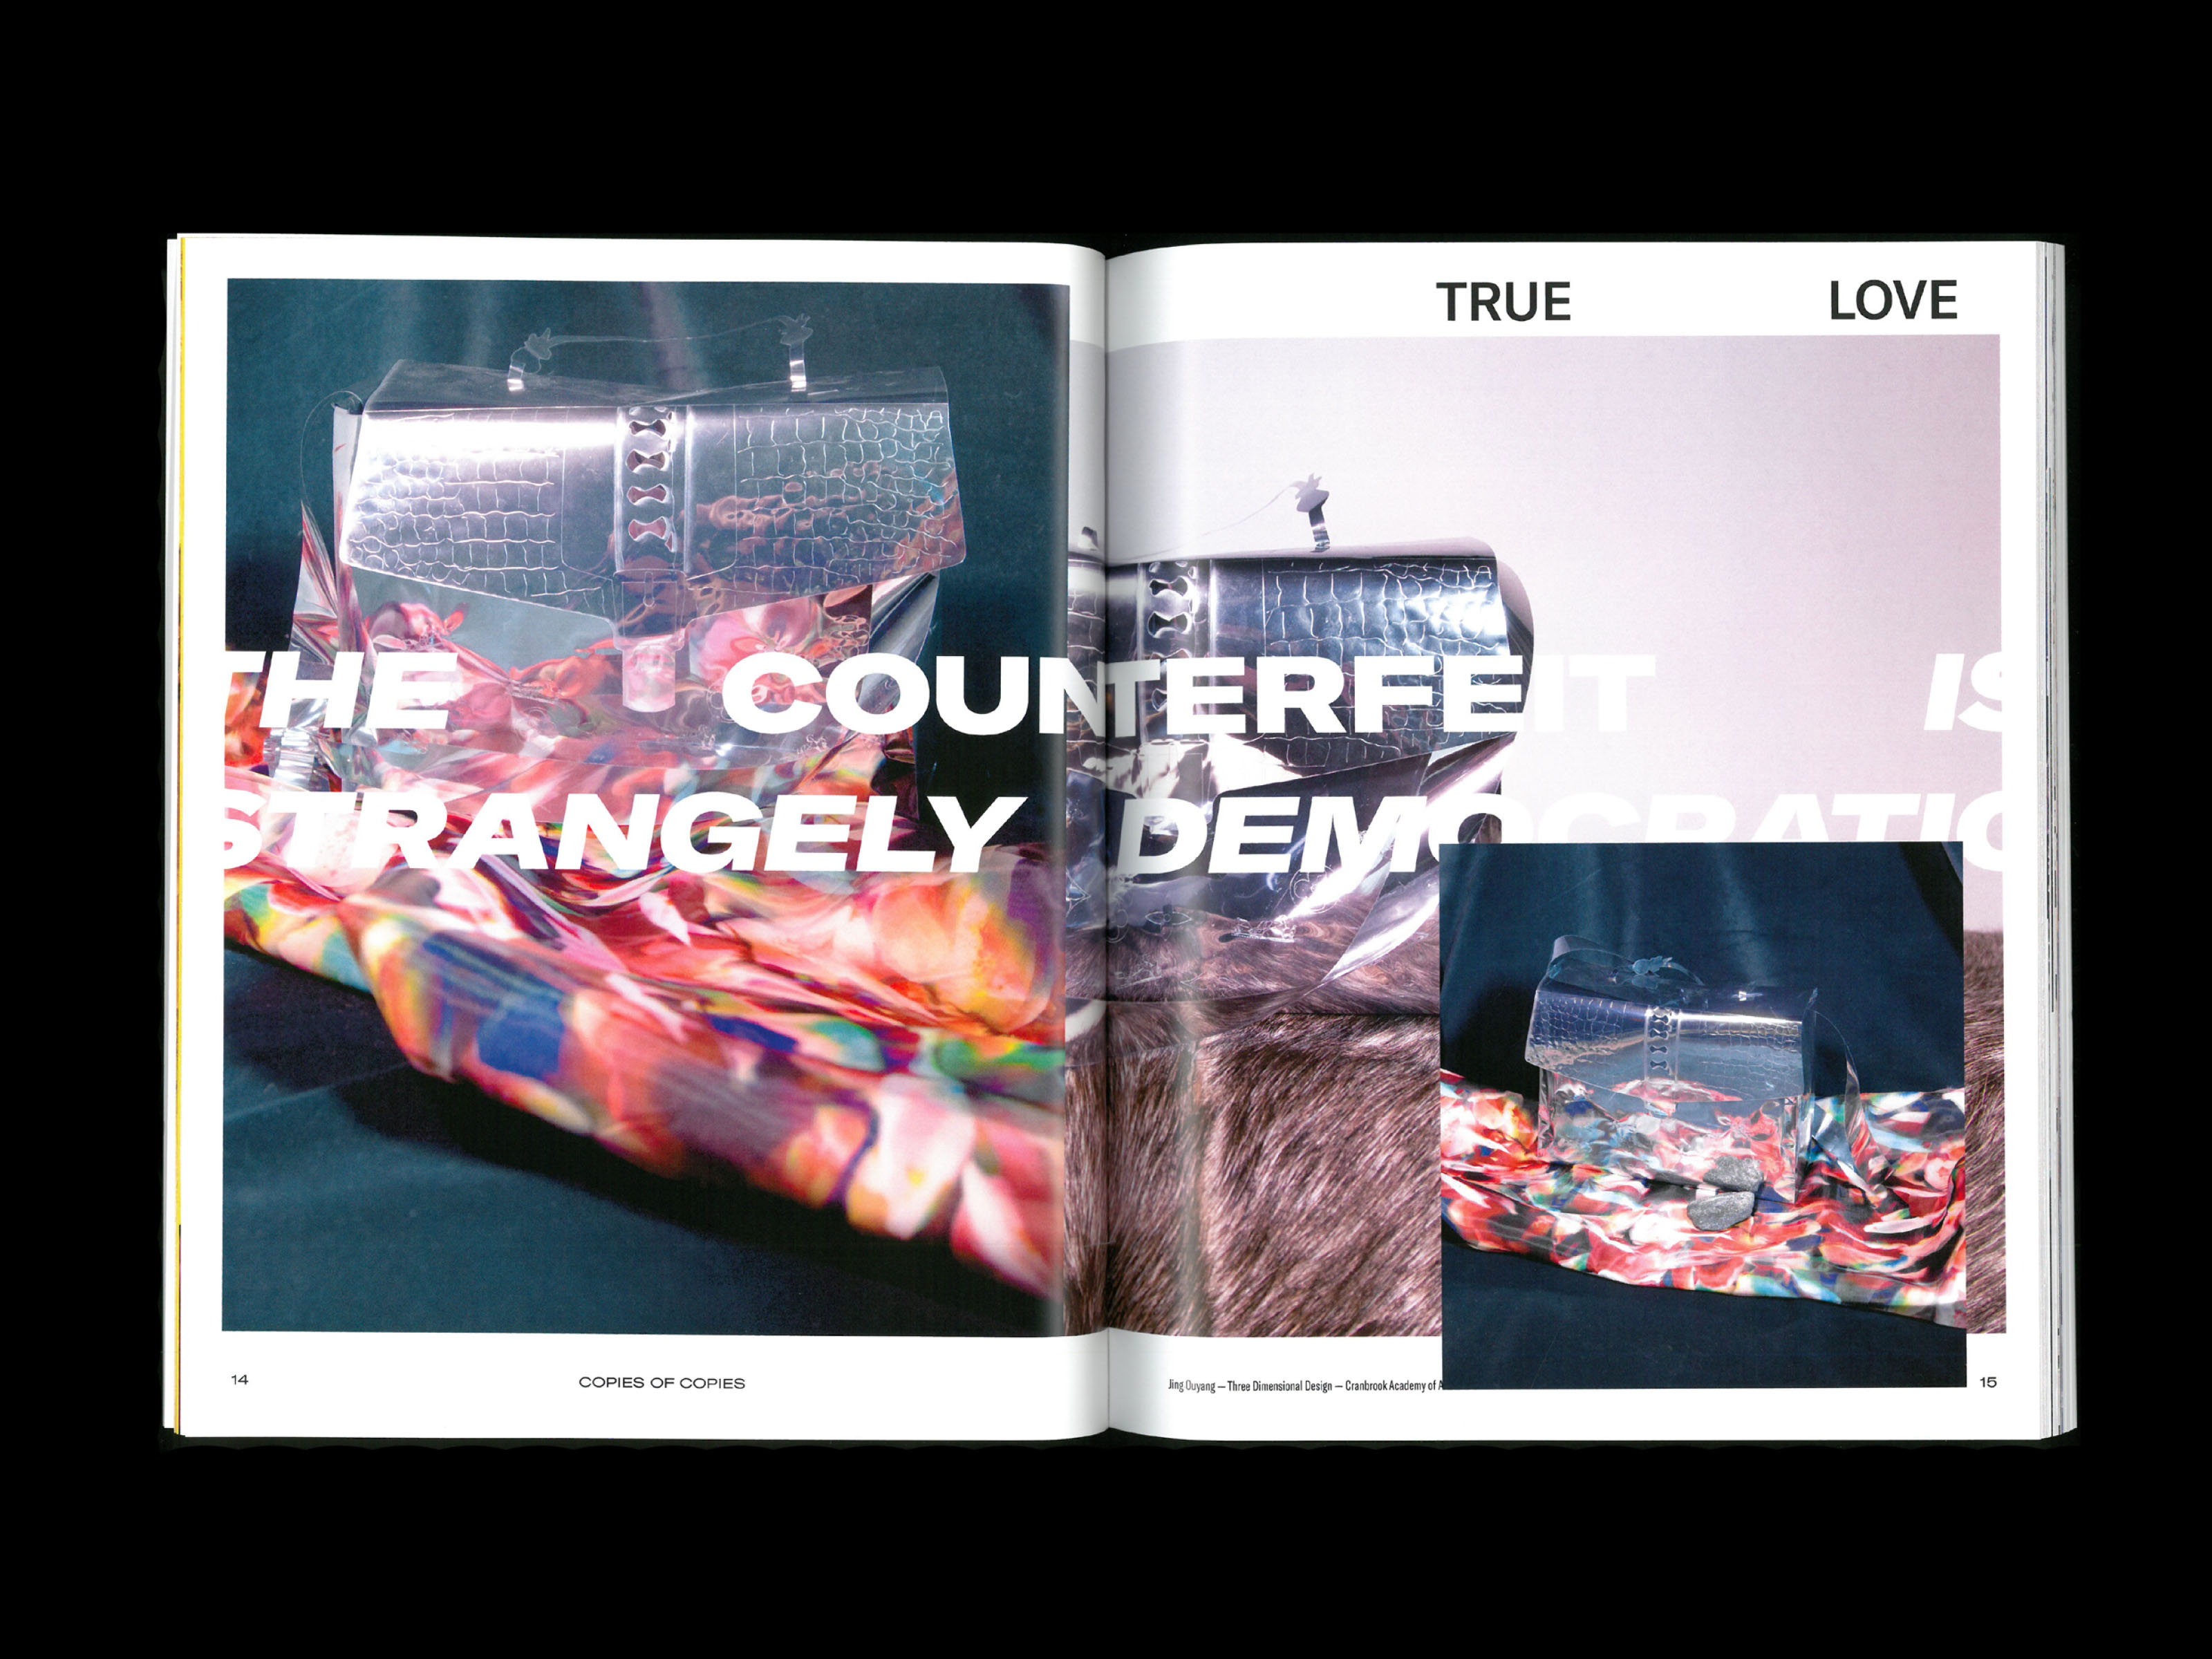 TRUE LOVE
THE COUNTERFEIT IS
STRANGELY DEMOCRATIC
14
COPIES OF COPIES
Jing Ouyang — Three Dimensional Design — Cranbrook Academy of A
15